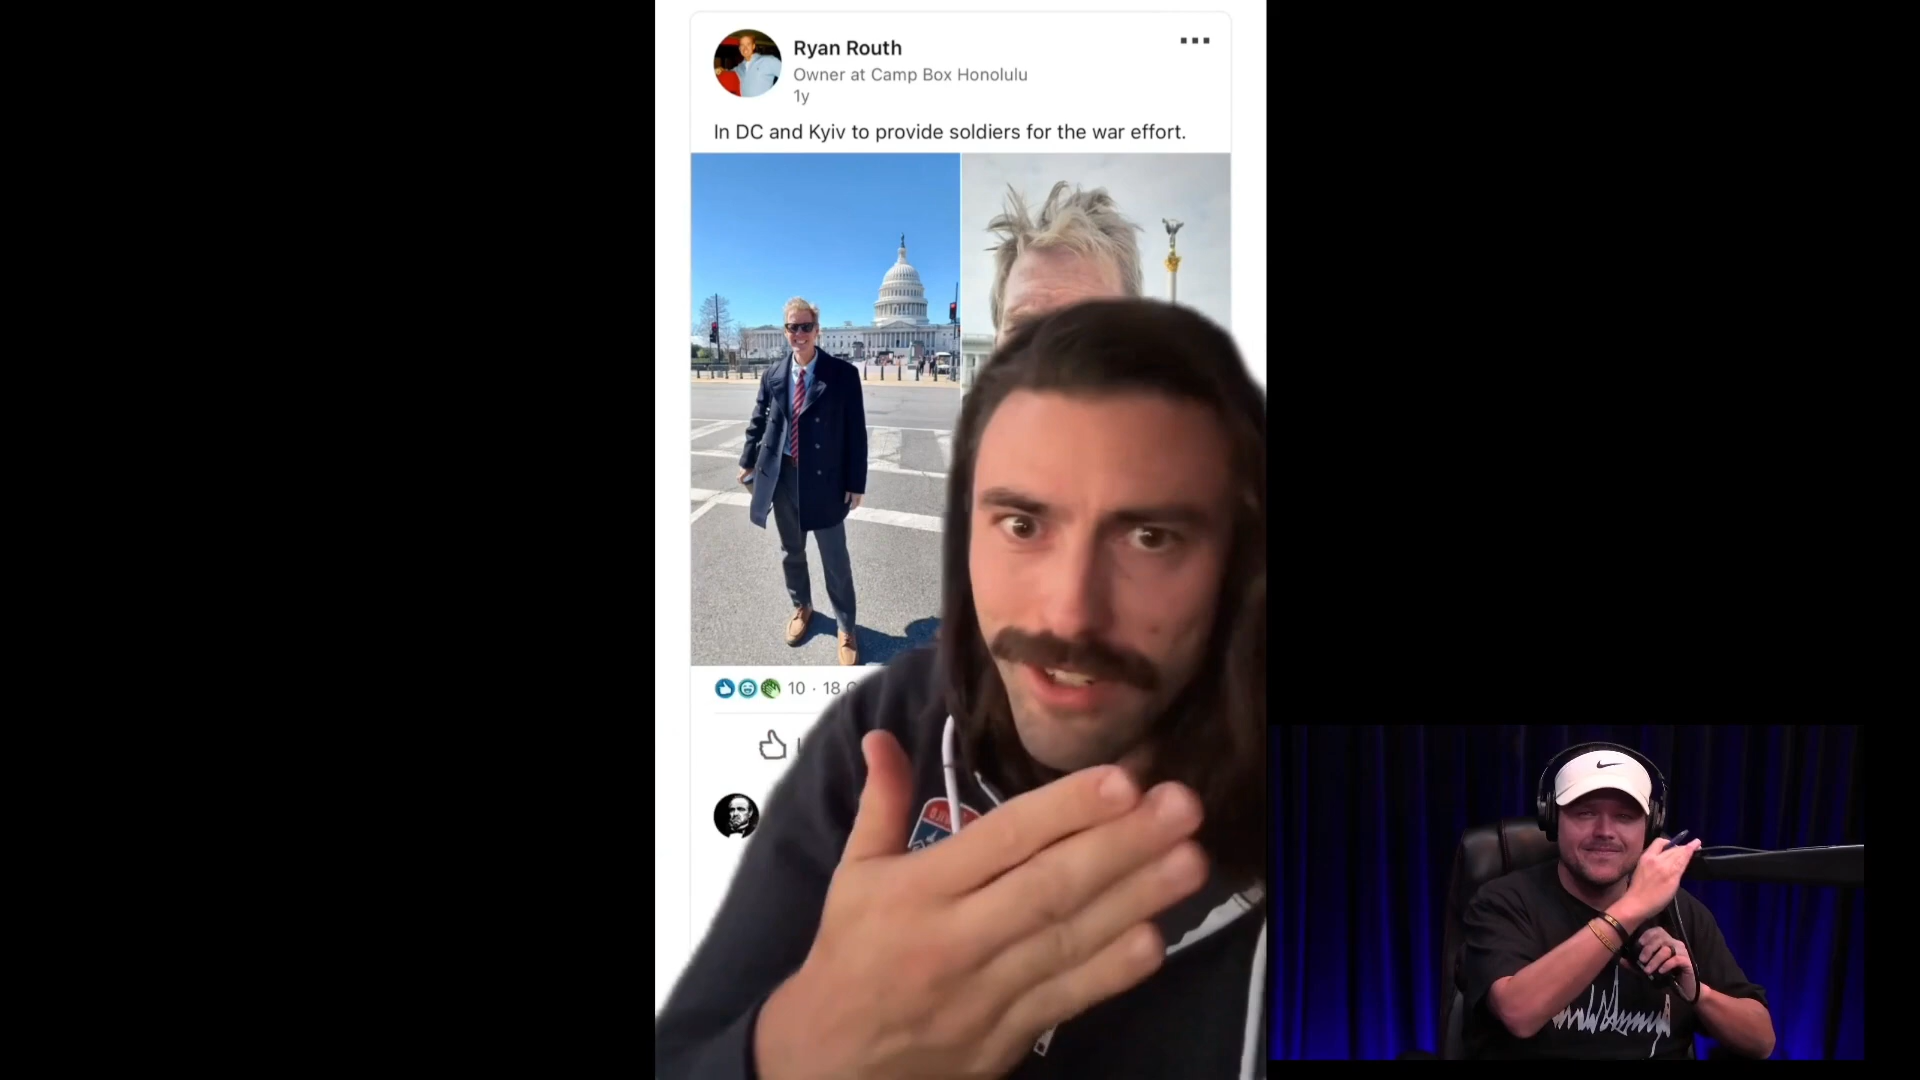 Ryan Routh
Owner at Camp Box Honolulu
1y
In DC and Kyiv to provide soldiers for the war effort.
10 · 18